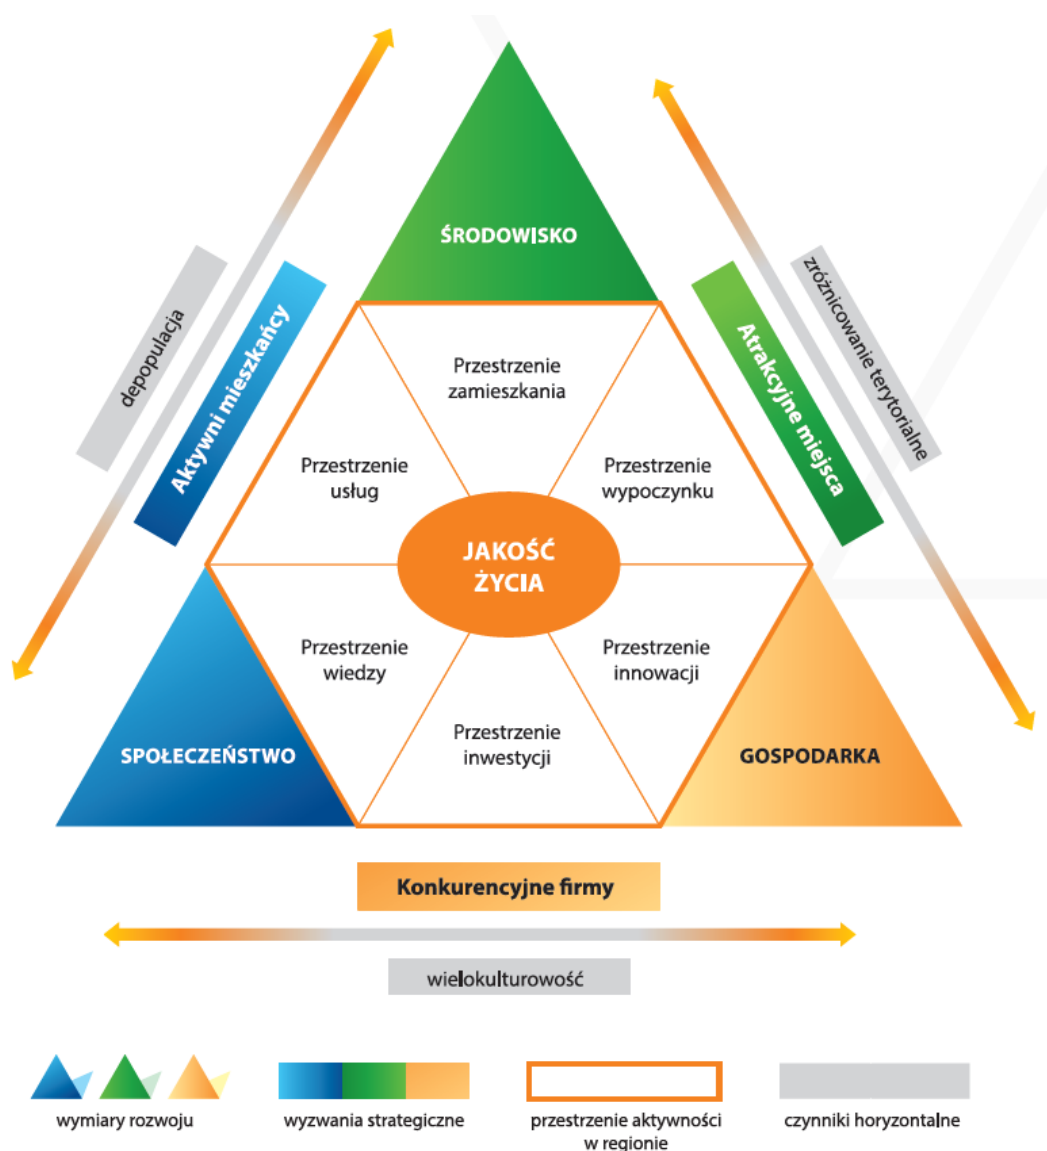 ŚRODOWISKO
depopulacja
Aktywni mieszkańcy
Atrakcyjne miejsca
zróżnicowanie terytorialne
Przestrzenie
zamieszkania
Przestrzenie
usług
Przestrzenie
wypoczynku
JAKOŚĆ
ŻYCIA
Przestrzenie
wiedzy
Przestrzenie
innowacji
Przestrzenie
inwestycji
SPOŁECZEŃSTWO
GOSPODARKA
Konkurencyjne firmy
wielokulturowość
wymiary rozwoju
wyzwania strategiczne
przestrzenie aktywności
w regionie
czynniki horyzontalne